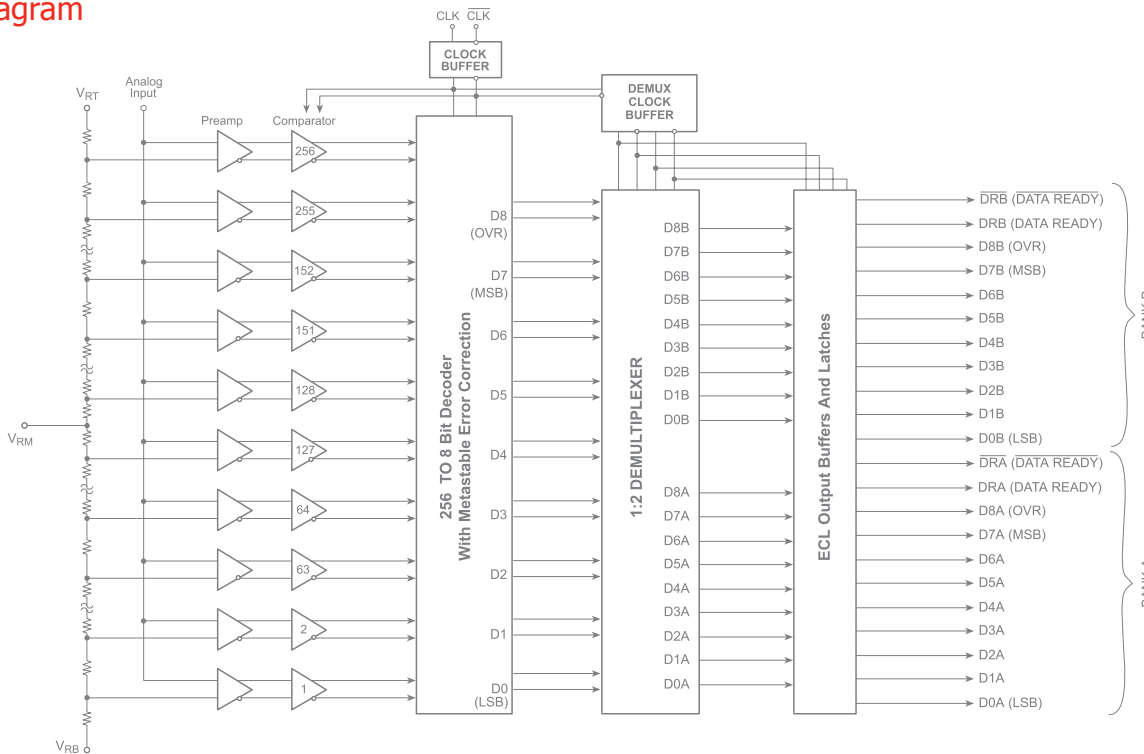 agram
CLK CLK
CLOCK
BUFFER
Analog
Input
VRT
DEMUX
CLOCK
BUFFER
Preamp Comparator
256
255
152
151
128
127
64
63
2
1
VRM
VRB
256 TO 8 Bit Decoder
With Metastable Error Correction
D8
(OVR)
D7
(MSB)
D6
D5
D4
D3
D2
D1
D0
(LSB)
1:2 DEMULTIPLEXER
D8B
D7B
D6B
D5B
D4B
D3B
D2B
D1B
D0B
D8A
D7A
D6A
D5A
D4A
D3A
D2A
D1A
D0A
ECL Output Buffers And Latches
DRB (DATA READY)
DRB (DATA READY)
D8B (OVR)
D7B (MSB)
D6B
D5B
D4B
D3B
D2B
D1B
D0B (LSB)
DRA (DATA READY)
DRA (DATA READY)
D8A (OVR)
D7A (MSB)
D6A
D5A
D4A
D3A
D2A
D1A
D0A (LSB)